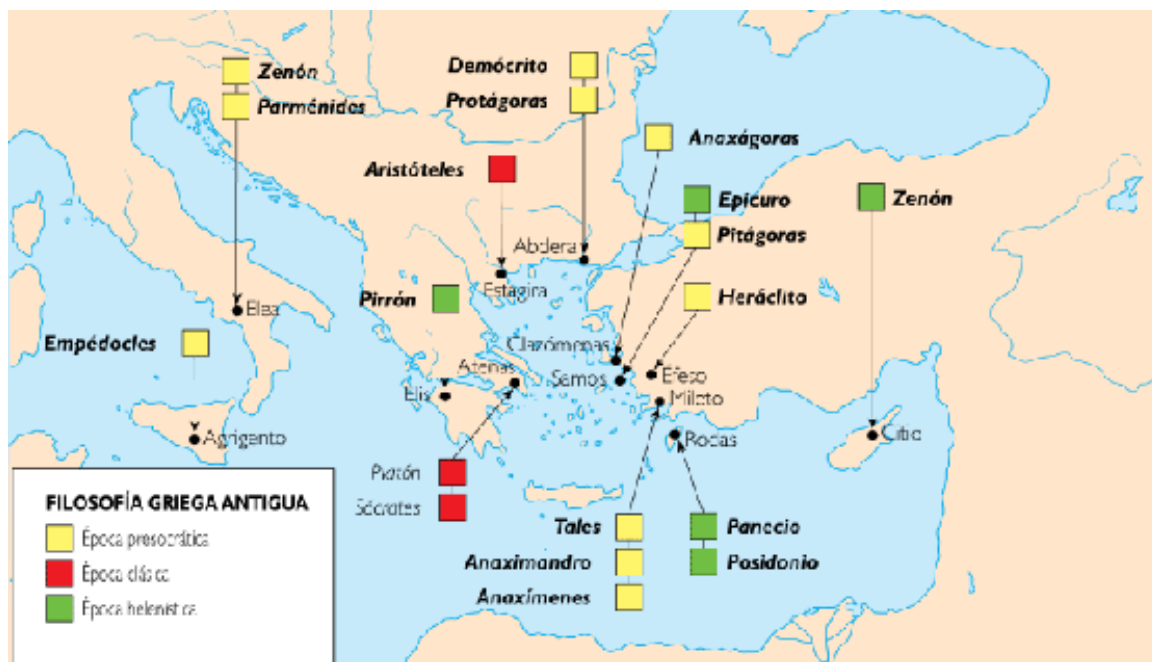 Zenón
Parménides
Demócrito
Protágoras
Anaxágoras
Aristóteles
Epicuro
Pitágoras
Zenón
Abdera
Estagira
Pirrón
Heráclito
Elea
Empédocles
Clazómenas
Atenas
Samos
Efeso
Elis
Mileto
Agrigento
Rodas
Citio
Platón
Sócrates
FILOSOFÍA GRIEGA ANTIGUA
Época presocrática
Época clásica
Época helenística
Tales
Anaximandro
Anaxímenes
Panecio
Posidonio